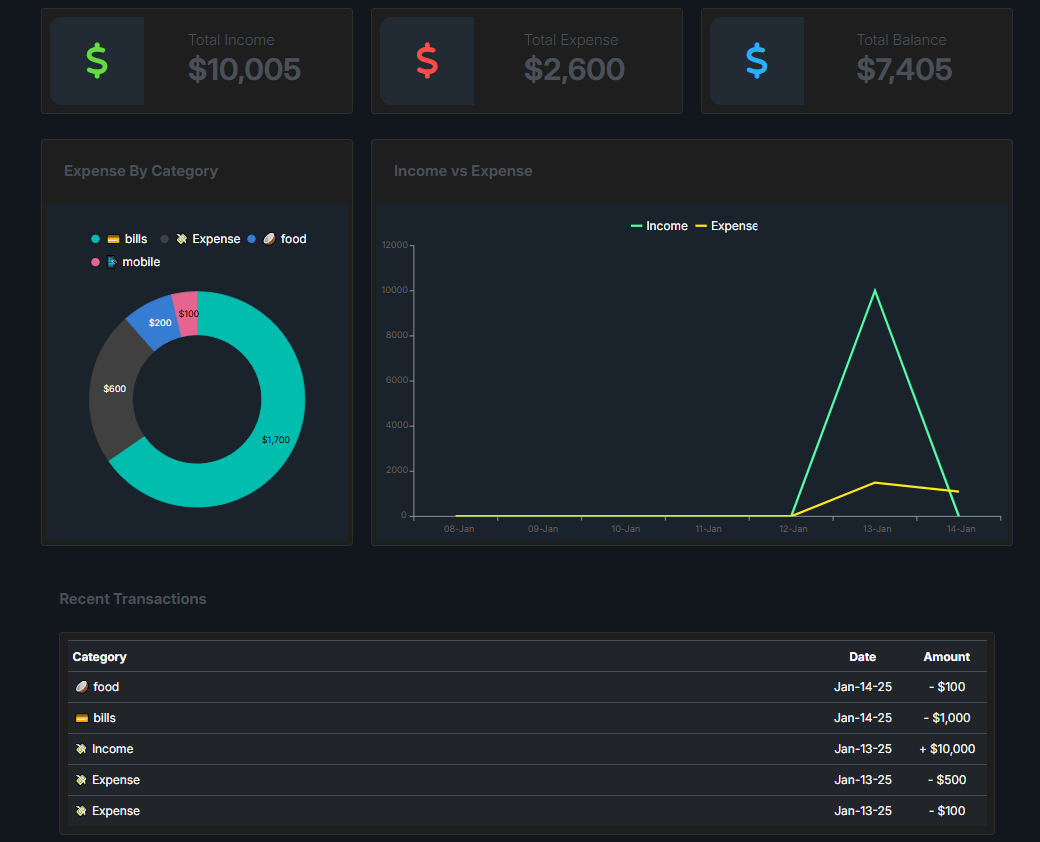 $ Total Income
$10,005
$ Total Expense
$2,600
$ Total Balance
$7,405
Expense By Category
bills Expense food
mobile
$100
$200
$600
$1,700
Income vs Expense
Income Expense
12000
10000
8000
6000
4000
2000
0
08-Jan 09-Jan 10-Jan 11-Jan 12-Jan 13-Jan 14-Jan
Recent Transactions
Category Date Amount
food Jan-14-25 - $100
bills Jan-14-25 - $1,000
Income Jan-13-25 + $10,000
Expense Jan-13-25 - $500
Expense Jan-13-25 - $100